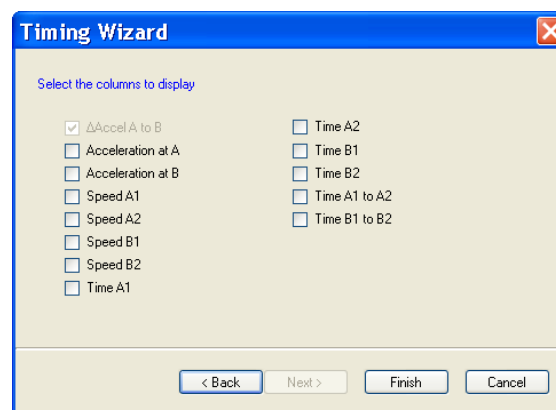 Timing Wizard
Select the columns to display
ΔAccel A to B
Acceleration at A
Acceleration at B
Speed A1
Speed A2
Speed B1
Speed B2
Time A1
Time A2
Time B1
Time B2
Time A1 to A2
Time B1 to B2
< Back
Next >
Finish
Cancel